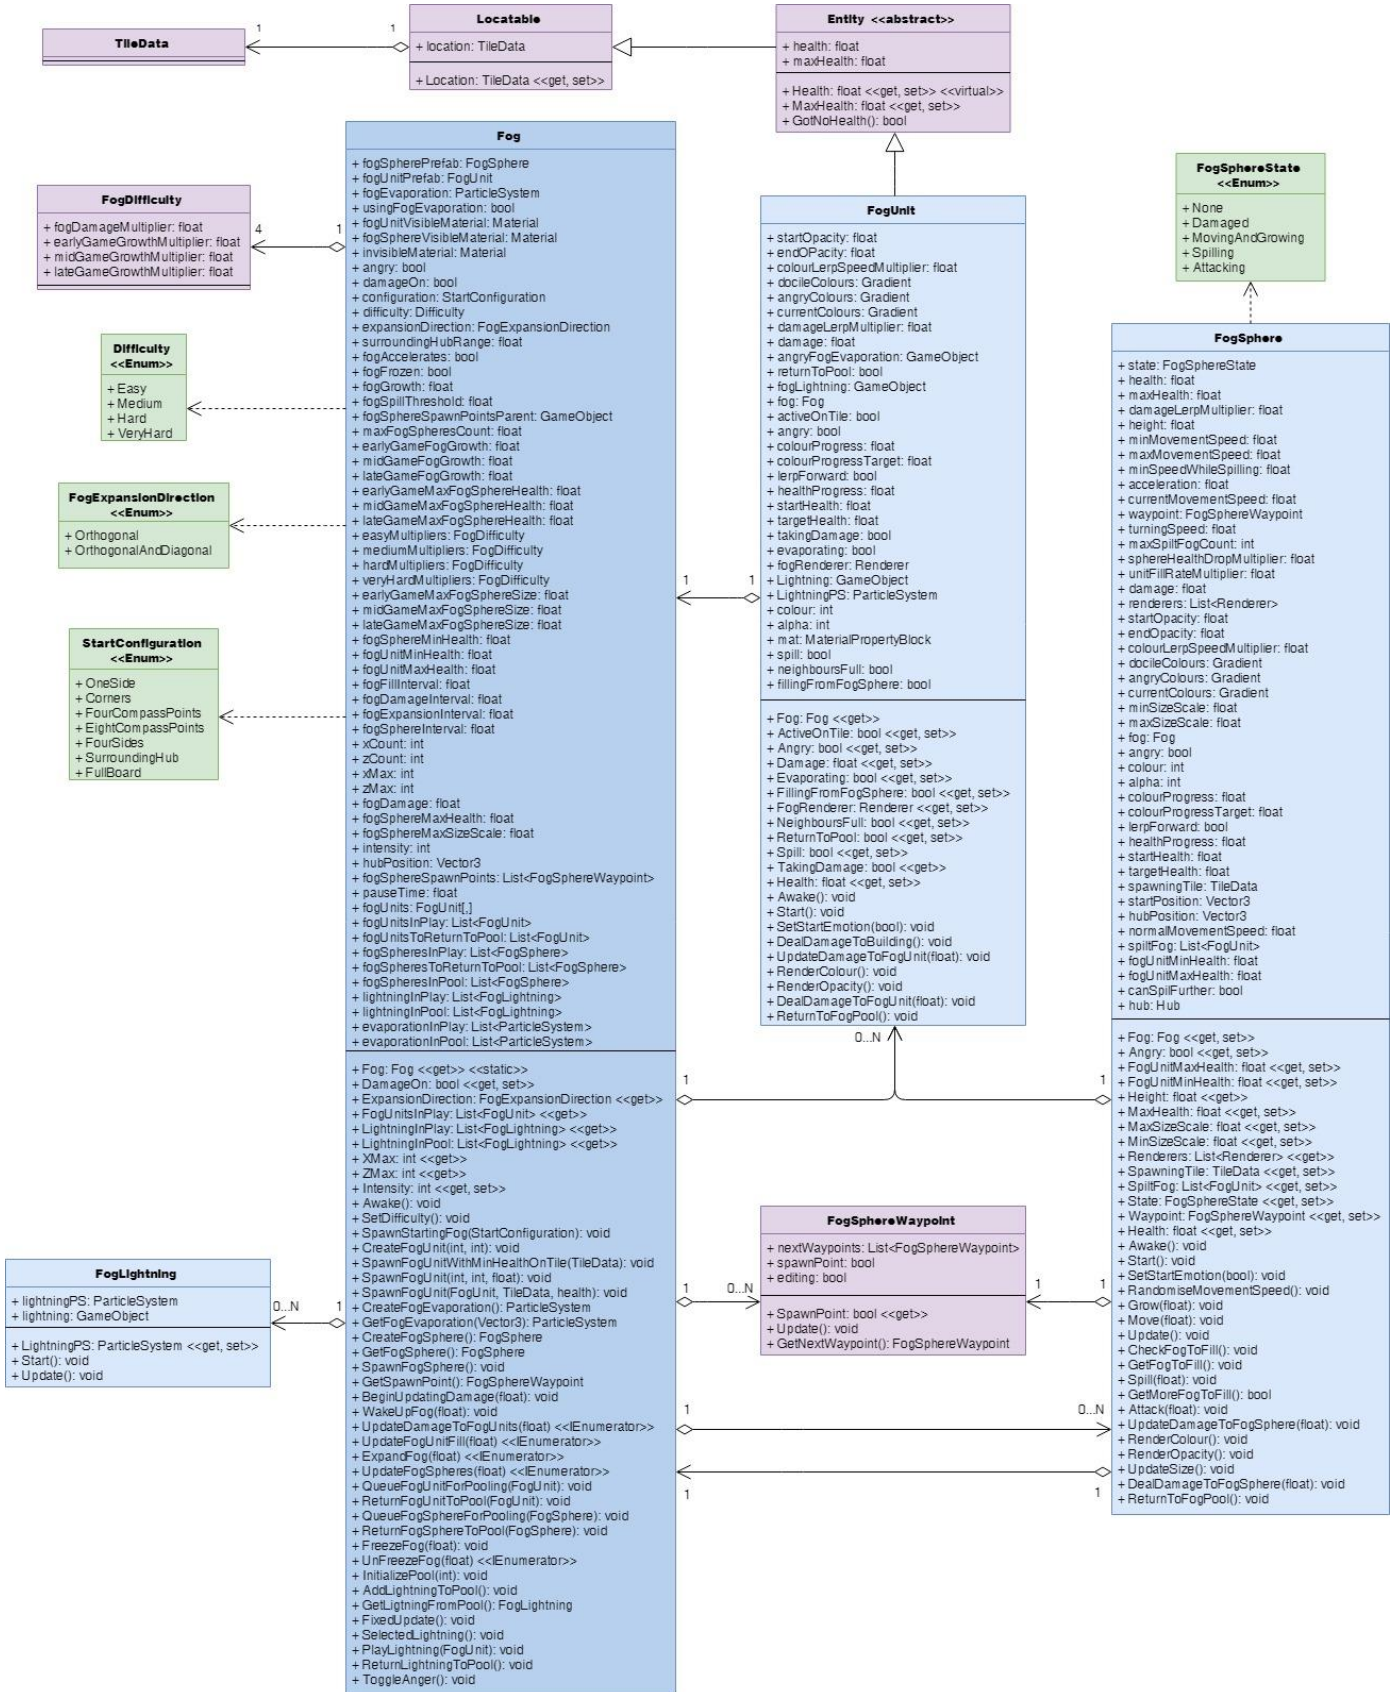 TileData
1
1
Locatable
+ location: TileData
+ Location: TileData <<get, set>>
Entity <<abstract>>
+ health: float
+ maxHealth: float
+ Health: float <<get, set>> <<virtual>>
+ MaxHealth: float <<get, set>>
+ GotNoHealth(): bool
FogDifficulty
+ fogDamageMultiplier: float
+ earlyGameGrowthMultiplier: float
+ midGameGrowthMultiplier: float
+ lateGameGrowthMultiplier: float
4
1
Difficulty
<<Enum>>
+ Easy
+ Medium
+ Hard
+ VeryHard
FogExpansionDirection
<<Enum>>
+ Orthogonal
+ OrthogonalAndDiagonal
StartConfiguration
<<Enum>>
+ OneSide
+ Corners
+ FourCompassPoints
+ EightCompassPoints
+ FourSides
+ SurroundingHub
+ FullBoard
FogLightning
+ lightningPS: ParticleSystem
+ lightning: GameObject
+ LightningPS: ParticleSystem <<get, set>>
+ Start(): void
+ Update(): void
0...N
1
Fog
+ fogSpherePrefab: FogSphere
+ fogUnitPrefab: FogUnit
+ fogEvaporation: ParticleSystem
+ usingFogEvaporation: bool
+ fogUnitVisibleMaterial: Material
+ fogSphereVisibleMaterial: Material
+ invisibleMaterial: Material
+ angry: bool
+ damageOn: bool
+ configuration: StartConfiguration
+ difficulty: Difficulty
+ expansionDirection: FogExpansionDirection
+ surroundingHubRange: float
+ fogAccelerates: bool
+ fogFrozen: bool
+ fogGrowth: float
+ fogSpillThreshold: float
+ fogSphereSpawnPointsParent: GameObject
+ maxFogSpheresCount: float
+ earlyGameFogGrowth: float
+ midGameFogGrowth: float
+ lateGameFogGrowth: float
+ earlyGameMaxFogSphereHealth: float
+ midGameMaxFogSphereHealth: float
+ lateGameMaxFogSphereHealth: float
+ easyMultipliers: FogDifficulty
+ mediumMultipliers: FogDifficulty
+ hardMultipliers: FogDifficulty
+ veryHardMultipliers: FogDifficulty
+ earlyGameMaxFogSphereSize: float
+ midGameMaxFogSphereSize: float
+ lateGameMaxFogSphereSize: float
+ fogSphereMinHealth: float
+ fogUnitMinHealth: float
+ fogUnitMaxHealth: float
+ fogFillInterval: float
+ fogDamageInterval: float
+ fogExpansionInterval: float
+ fogSphereInterval: float
+ xCount: int
+ zCount: int
+ xMax: int
+ zMax: int
+ fogDamage: float
+ fogSphereMaxHealth: float
+ fogSphereMaxSizeScale: float
+ intensity: int
+ hubPosition: Vector3
+ fogSphereSpawnPoints: List<FogSphereWaypoint>
+ pauseTime: float
+ fogUnits: FogUnit[,]
+ fogUnitsInPlay: List<FogUnit>
+ fogUnitsToReturnToPool: List<FogUnit>
+ fogSpheresInPlay: List<FogSphere>
+ fogSpheresToReturnToPool: List<FogSphere>
+ fogSpheresInPool: List<FogSphere>
+ lightningInPlay: List<FogLightning>
+ lightningInPool: List<FogLightning>
+ evaporationInPlay: List<ParticleSystem>
+ evaporationInPool: List<ParticleSystem>
+ Fog: Fog <<get>> <<static>>
+ DamageOn: bool <<get, set>>
+ ExpansionDirection: FogExpansionDirection <<get>>
+ FogUnitsInPlay: List<FogUnit> <<get>>
+ LightningInPlay: List<FogLightning> <<get>>
+ LightningInPool: List<FogLightning> <<get>>
+ XMax: int <<get>>
+ ZMax: int <<get>>
+ Intensity: int <<get, set>>
+ Awake(): void
+ SetDifficulty(): void
+ SpawnStartingFog(StartConfiguration): void
+ CreateFogUnit(int, int): void
+ SpawnFogUnitWithMinHealthOnTile(TileData): void
+ SpawnFogUnit(int, int, float): void
+ SpawnFogUnit(FogUnit, TileData, health): void
+ CreateFogEvaporation(): ParticleSystem
+ GetFogEvaporation(Vector3): ParticleSystem
+ CreateFogSphere(): FogSphere
+ GetFogSphere(): FogSphere
+ SpawnFogSphere(): void
+ GetSpawnPoint(): FogSphereWaypoint
+ BeginUpdatingDamage(float): void
+ WakeUpFog(float): void
+ UpdateDamageToFogUnits(float) <<IEnumerator>>
+ UpdateFogUnitFill(float) <<IEnumerator>>
+ ExpandFog(float) <<IEnumerator>>
+ UpdateFogSpheres(float) <<IEnumerator>>
+ QueueFogUnitForPooling(FogUnit): void
+ ReturnFogUnitToPool(FogUnit): void
+ QueueFogSphereForPooling(FogSphere): void
+ ReturnFogSphereToPool(FogSphere): void
+ FreezeFog(float): void
+ UnFreezeFog(float) <<IEnumerator>>
+ InitializePool(int): void
+ AddLightningToPool(): void
+ GetLigtningFromPool(): FogLightning
+ FixedUpdate(): void
+ SelectedLightning(): void
+ PlayLightning(FogUnit): void
+ ReturnLightningToPool(): void
+ ToggleAnger(): void
1
1
FogUnit
+ startOpacity: float
+ endOPacity: float
+ colourLerpSpeedMultiplier: float
+ docileColours: Gradient
+ angryColours: Gradient
+ currentColours: Gradient
+ damageLerpMultiplier: float
+ damage: float
+ angryFogEvaporation: GameObject
+ returnToPool: bool
+ fogLightning: GameObject
+ fog: Fog
+ activeOnTile: bool
+ angry: bool
+ colourProgress: float
+ colourProgressTarget: float
+ lerpForward: bool
+ healthProgress: float
+ startHealth: float
+ targetHealth: float
+ takingDamage: bool
+ evaporating: bool
+ fogRenderer: Renderer
+ Lightning: GameObject
+ LightningPS: ParticleSystem
+ colour: int
+ alpha: int
+ mat: MaterialPropertyBlock
+ spill: bool
+ neighboursFull: bool
+ fillingFromFogSphere: bool
+ Fog: Fog <<get>>
+ ActiveOnTile: bool <<get, set>>
+ Angry: bool <<get, set>>
+ Damage: float <<get, set>>
+ Evaporating: bool <<get, set>>
+ FillingFromFogSphere: bool <<get, set>>
+ FogRenderer: Renderer <<get, set>>
+ NeighboursFull: bool <<get, set>>
+ ReturnToPool: bool <<get, set>>
+ Spill: bool <<get, set>>
+ TakingDamage: bool <<get>>
+ Health: float <<get, set>>
+ Awake(): void
+ Start(): void
+ SetStartEmotion(bool): void
+ DealDamageToBuilding(): void
+ UpdateDamageToFogUnit(float): void
+ RenderColour(): void
+ RenderOpacity(): void
+ DealDamageToFogUnit(float): void
+ ReturnToFogPool(): void
0...N
1
1
FogSphereWaypoint
+ nextWaypoints: List<FogSphereWaypoint>
+ spawnPoint: bool
+ editing: bool
+ SpawnPoint: bool <<get>>
+ Update(): void
+ GetNextWaypoint(): FogSphereWaypoint
1
0...N
1
1
1
0...N
1
1
FogSphereState
<<Enum>>
+ None
+ Damaged
+ MovingAndGrowing
+ Spilling
+ Attacking
FogSphere
+ state: FogSphereState
+ health: float
+ maxHealth: float
+ damageLerpMultiplier: float
+ height: float
+ minMovementSpeed: float
+ maxMovementSpeed: float
+ minSpeedWhileSpilling: float
+ acceleration: float
+ currentMovementSpeed: float
+ waypoint: FogSphereWaypoint
+ turningSpeed: float
+ maxSpiltFogCount: int
+ sphereHealthDropMultiplier: float
+ unitFillRateMultiplier: float
+ damage: float
+ renderers: List<Renderer>
+ startOpacity: float
+ endOpacity: float
+ colourLerpSpeedMultiplier: float
+ docileColours: Gradient
+ angryColours: Gradient
+ currentColours: Gradient
+ minSizeScale: float
+ maxSizeScale: float
+ fog: Fog
+ angry: bool
+ colour: int
+ alpha: int
+ colourProgress: float
+ colourProgressTarget: float
+ lerpForward: bool
+ healthProgress: float
+ startHealth: float
+ targetHealth: float
+ spawningTile: TileData
+ startPosition: Vector3
+ hubPosition: Vector3
+ normalMovementSpeed: float
+ spiltFog: List<FogUnit>
+ fogUnitMinHealth: float
+ fogUnitMaxHealth: float
+ canSpillFurther: bool
+ hub: Hub
+ Fog: Fog <<get, set>>
+ Angry: bool <<get, set>>
+ FogUnitMaxHealth: float <<get, set>>
+ FogUnitMinHealth: float <<get, set>>
+ Height: float <<get>>
+ MaxHealth: float <<get, set>>
+ MaxSizeScale: float <<get, set>>
+ MinSizeScale: float <<get, set>>
+ Renderers: List<Renderer> <<get>>
+ SpawningTile: TileData <<get, set>>
+ SpiltFog: List<FogUnit> <<get, set>>
+ State: FogSphereState <<get, set>>
+ Waypoint: FogSphereWaypoint <<get, set>>
+ Health: float <<get, set>>
+ Awake(): void
+ Start(): void
+ SetStartEmotion(bool): void
+ RandomiseMovementSpeed(): void
+ Grow(float): void
+ Move(float): void
+ Update(): void
+ CheckFogToFill(): void
+ GetFogToFill(): void
+ Spill(float): void
+ GetMoreFogToFill(): bool
+ Attack(float): void
+ UpdateDamageToFogSphere(float): void
+ RenderColour(): void
+ RenderOpacity(): void
+ UpdateSize(): void
+ DealDamageToFogSphere(float): void
+ ReturnToFogPool(): void